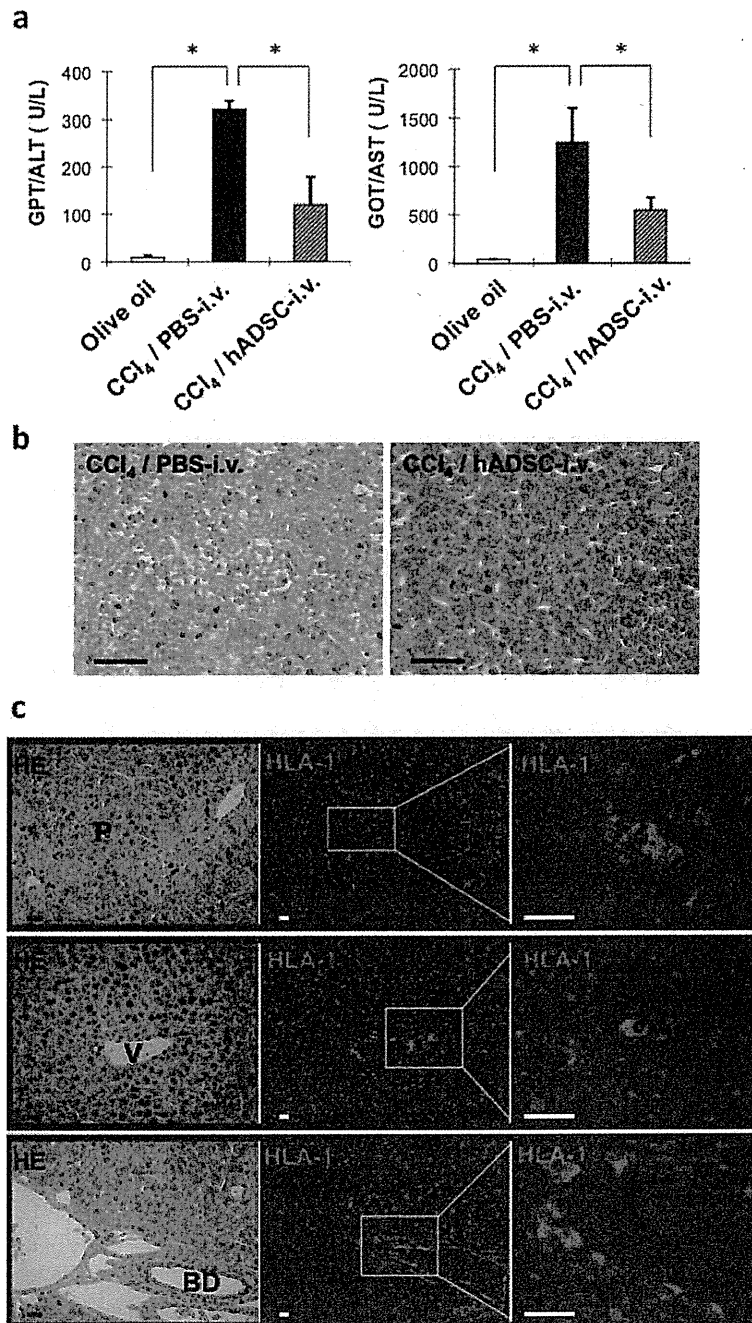 a
* * * *
GPT/ALT ( U/L)
400
300
200
100
0
Olive oil
CCl₄ / PBS-i.v.
CCl₄ / hADSC-i.v.
GOT/AST ( U/L)
2000
1500
1000
500
0
Olive oil
CCl₄ / PBS-i.v.
CCl₄ / hADSC-i.v.
b
CCl₄ / PBS-i.v.
CCl₄ / hADSC-i.v.
c
HE
P
HLA-1
HLA-1
HE
V
HLA-1
HLA-1
HE
BD
HLA-1
HLA-1